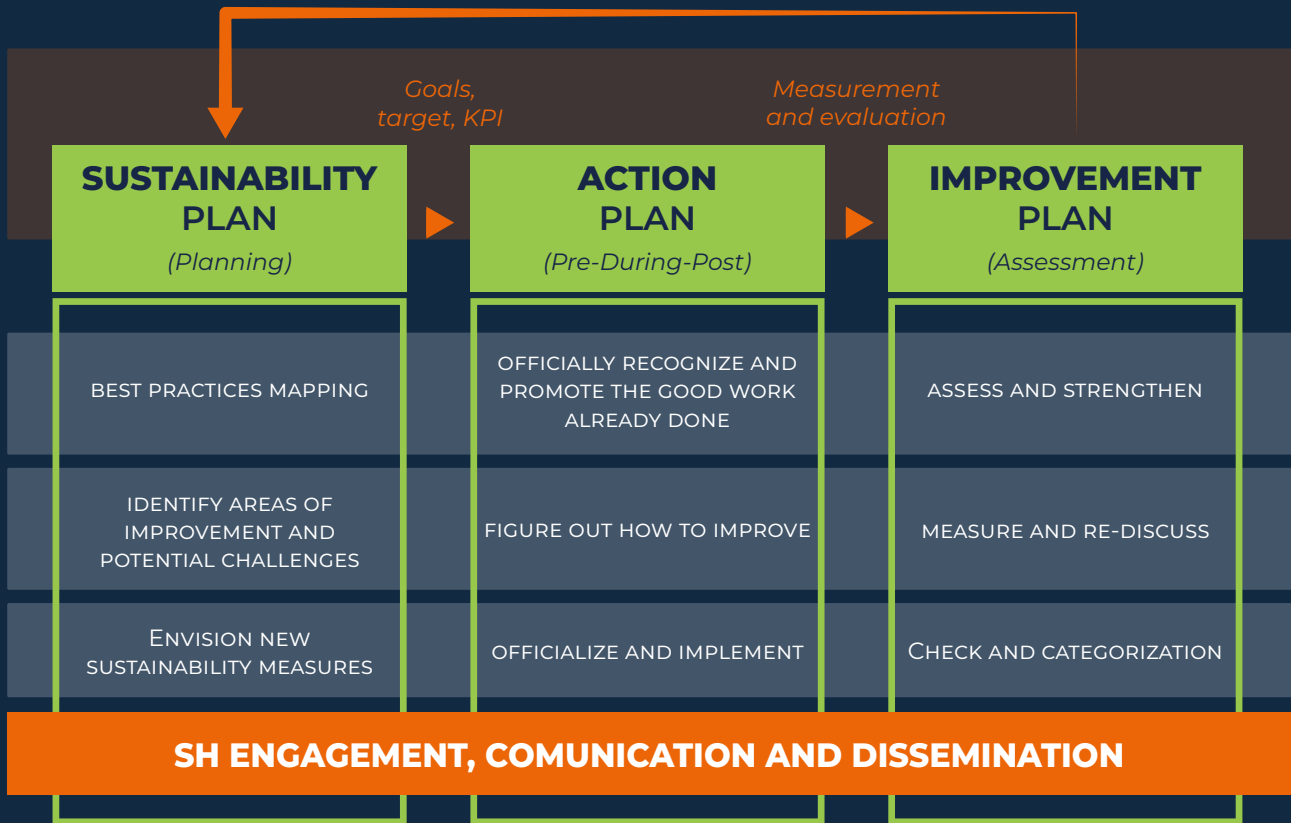 Goals,
target, KPI
Measurement
and evaluation
SUSTAINABILITY
PLAN
(Planning)
ACTION
PLAN
(Pre-During-Post)
IMPROVEMENT
PLAN
(Assessment)
BEST PRACTICES MAPPING
OFFICIALLY RECOGNIZE AND
PROMOTE THE GOOD WORK
ALREADY DONE
ASSESS AND STRENGTHEN
IDENTIFY AREAS OF
IMPROVEMENT AND
POTENTIAL CHALLENGES
FIGURE OUT HOW TO IMPROVE
MEASURE AND RE-DISCUSS
ENVISION NEW
SUSTAINABILITY MEASURES
OFFICIALIZE AND IMPLEMENT
CHECK AND CATEGORIZATION
SH ENGAGEMENT, COMUNICATION AND DISSEMINATION